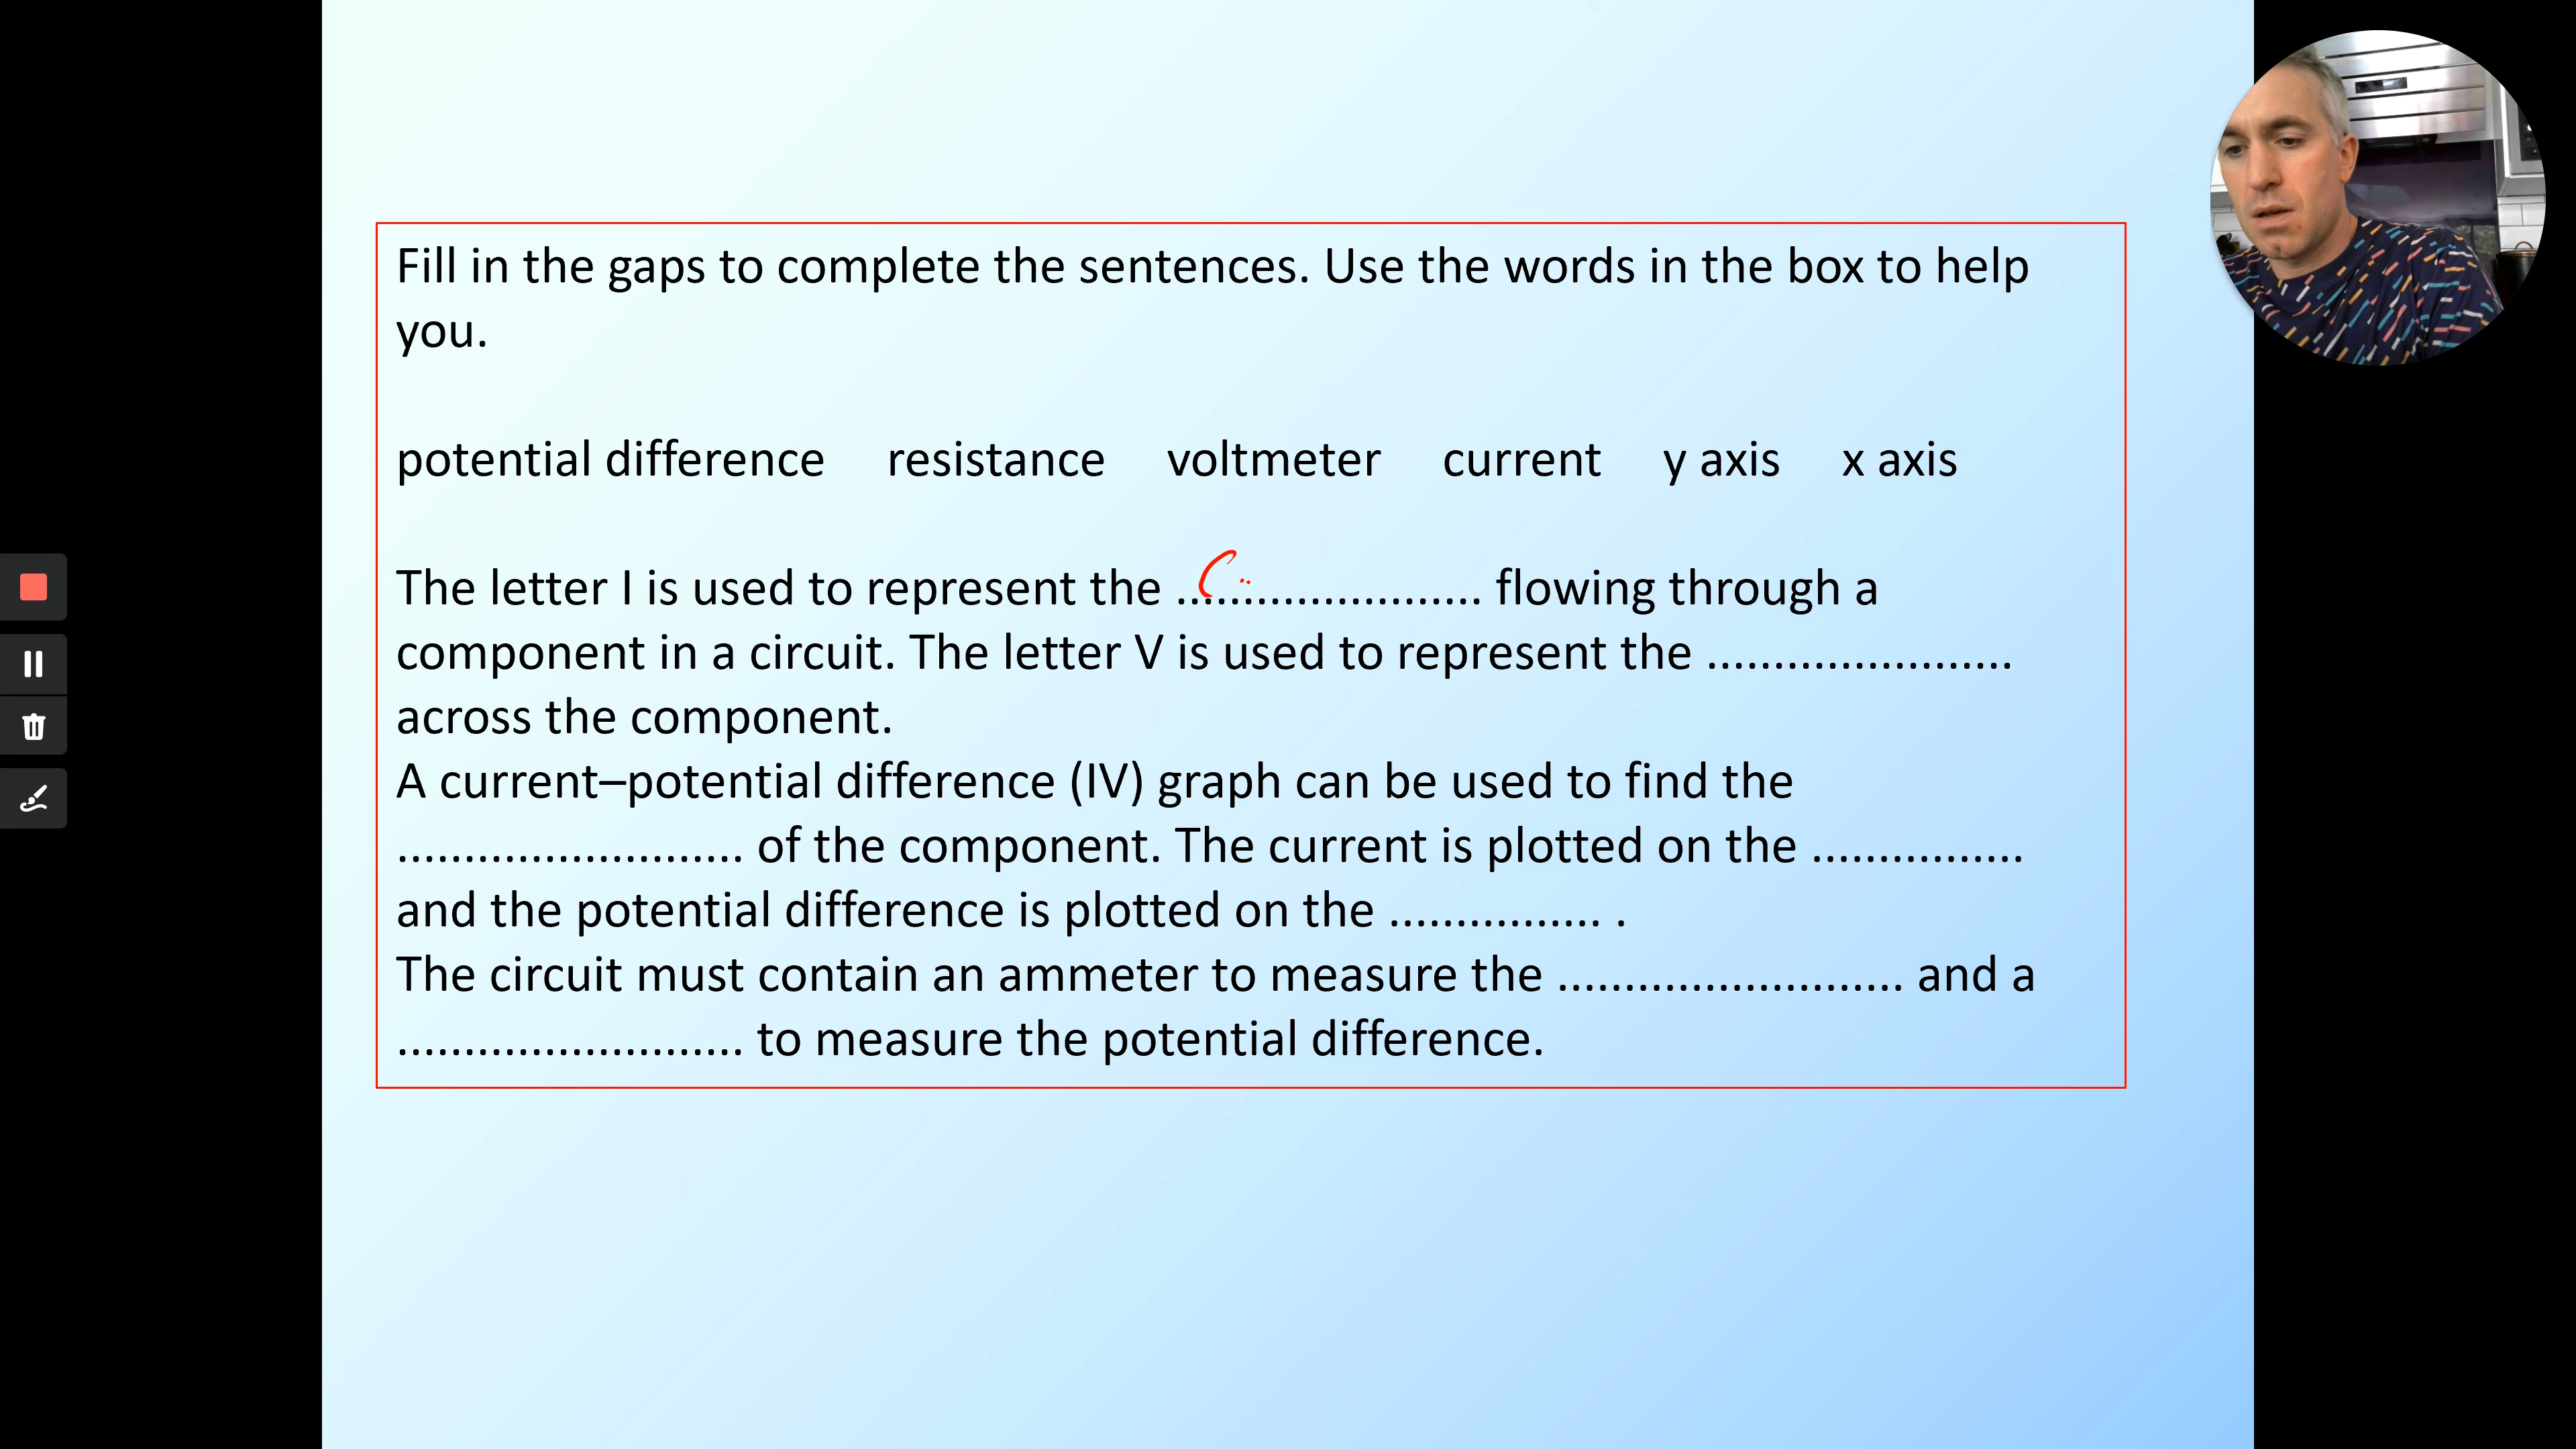 Fill in the gaps to complete the sentences. Use the words in the box to help
you.
potential difference resistance voltmeter current y axis x axis
The letter I is used to represent the ....................... flowing through a
component in a circuit. The letter V is used to represent the .......................
across the component.
A current–potential difference (IV) graph can be used to find the
.......................... of the component. The current is plotted on the ................
and the potential difference is plotted on the ................ .
The circuit must contain an ammeter to measure the .......................... and a
.......................... to measure the potential difference.